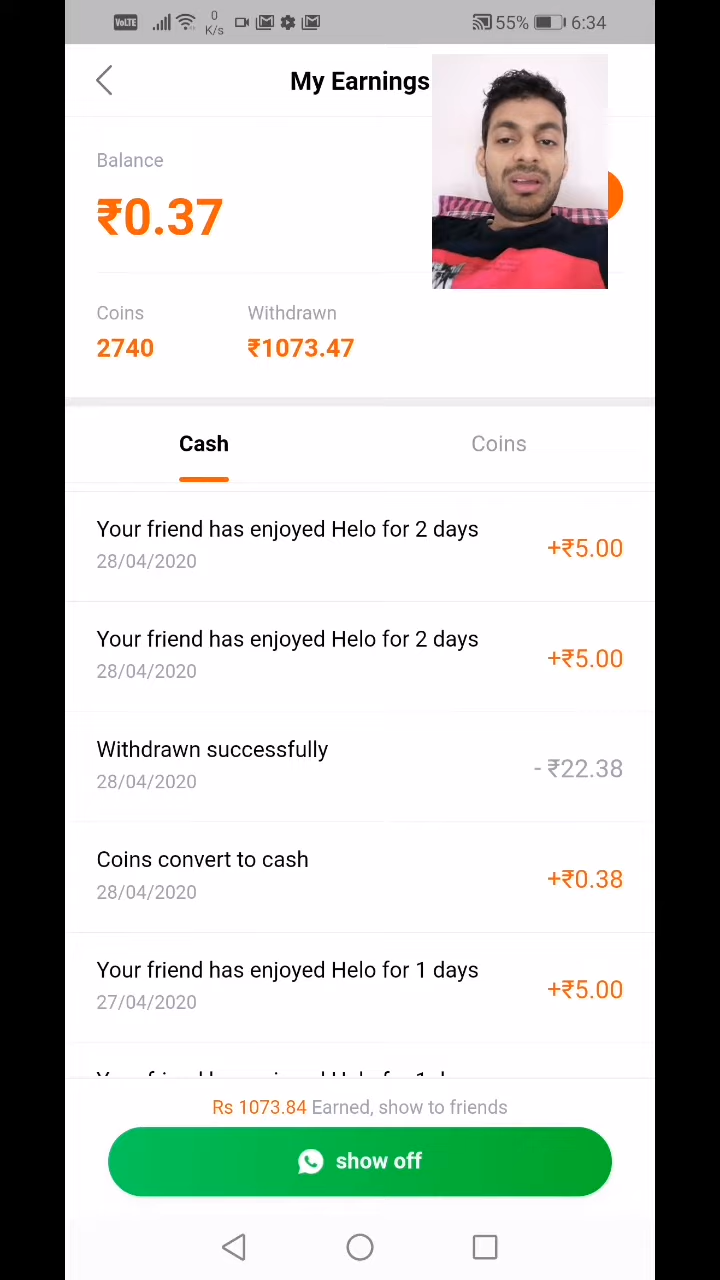 VoLTE 0 K/s 55% 6:34
My Earnings
Balance
₹0.37
Coins Withdrawn
2740 ₹1073.47
Cash Coins
Your friend has enjoyed Helo for 2 days
+₹5.00
28/04/2020
Your friend has enjoyed Helo for 2 days
+₹5.00
28/04/2020
Withdrawn successfully
- ₹22.38
28/04/2020
Coins convert to cash
+₹0.38
28/04/2020
Your friend has enjoyed Helo for 1 days
+₹5.00
27/04/2020
Rs 1073.84 Earned, show to friends
show off